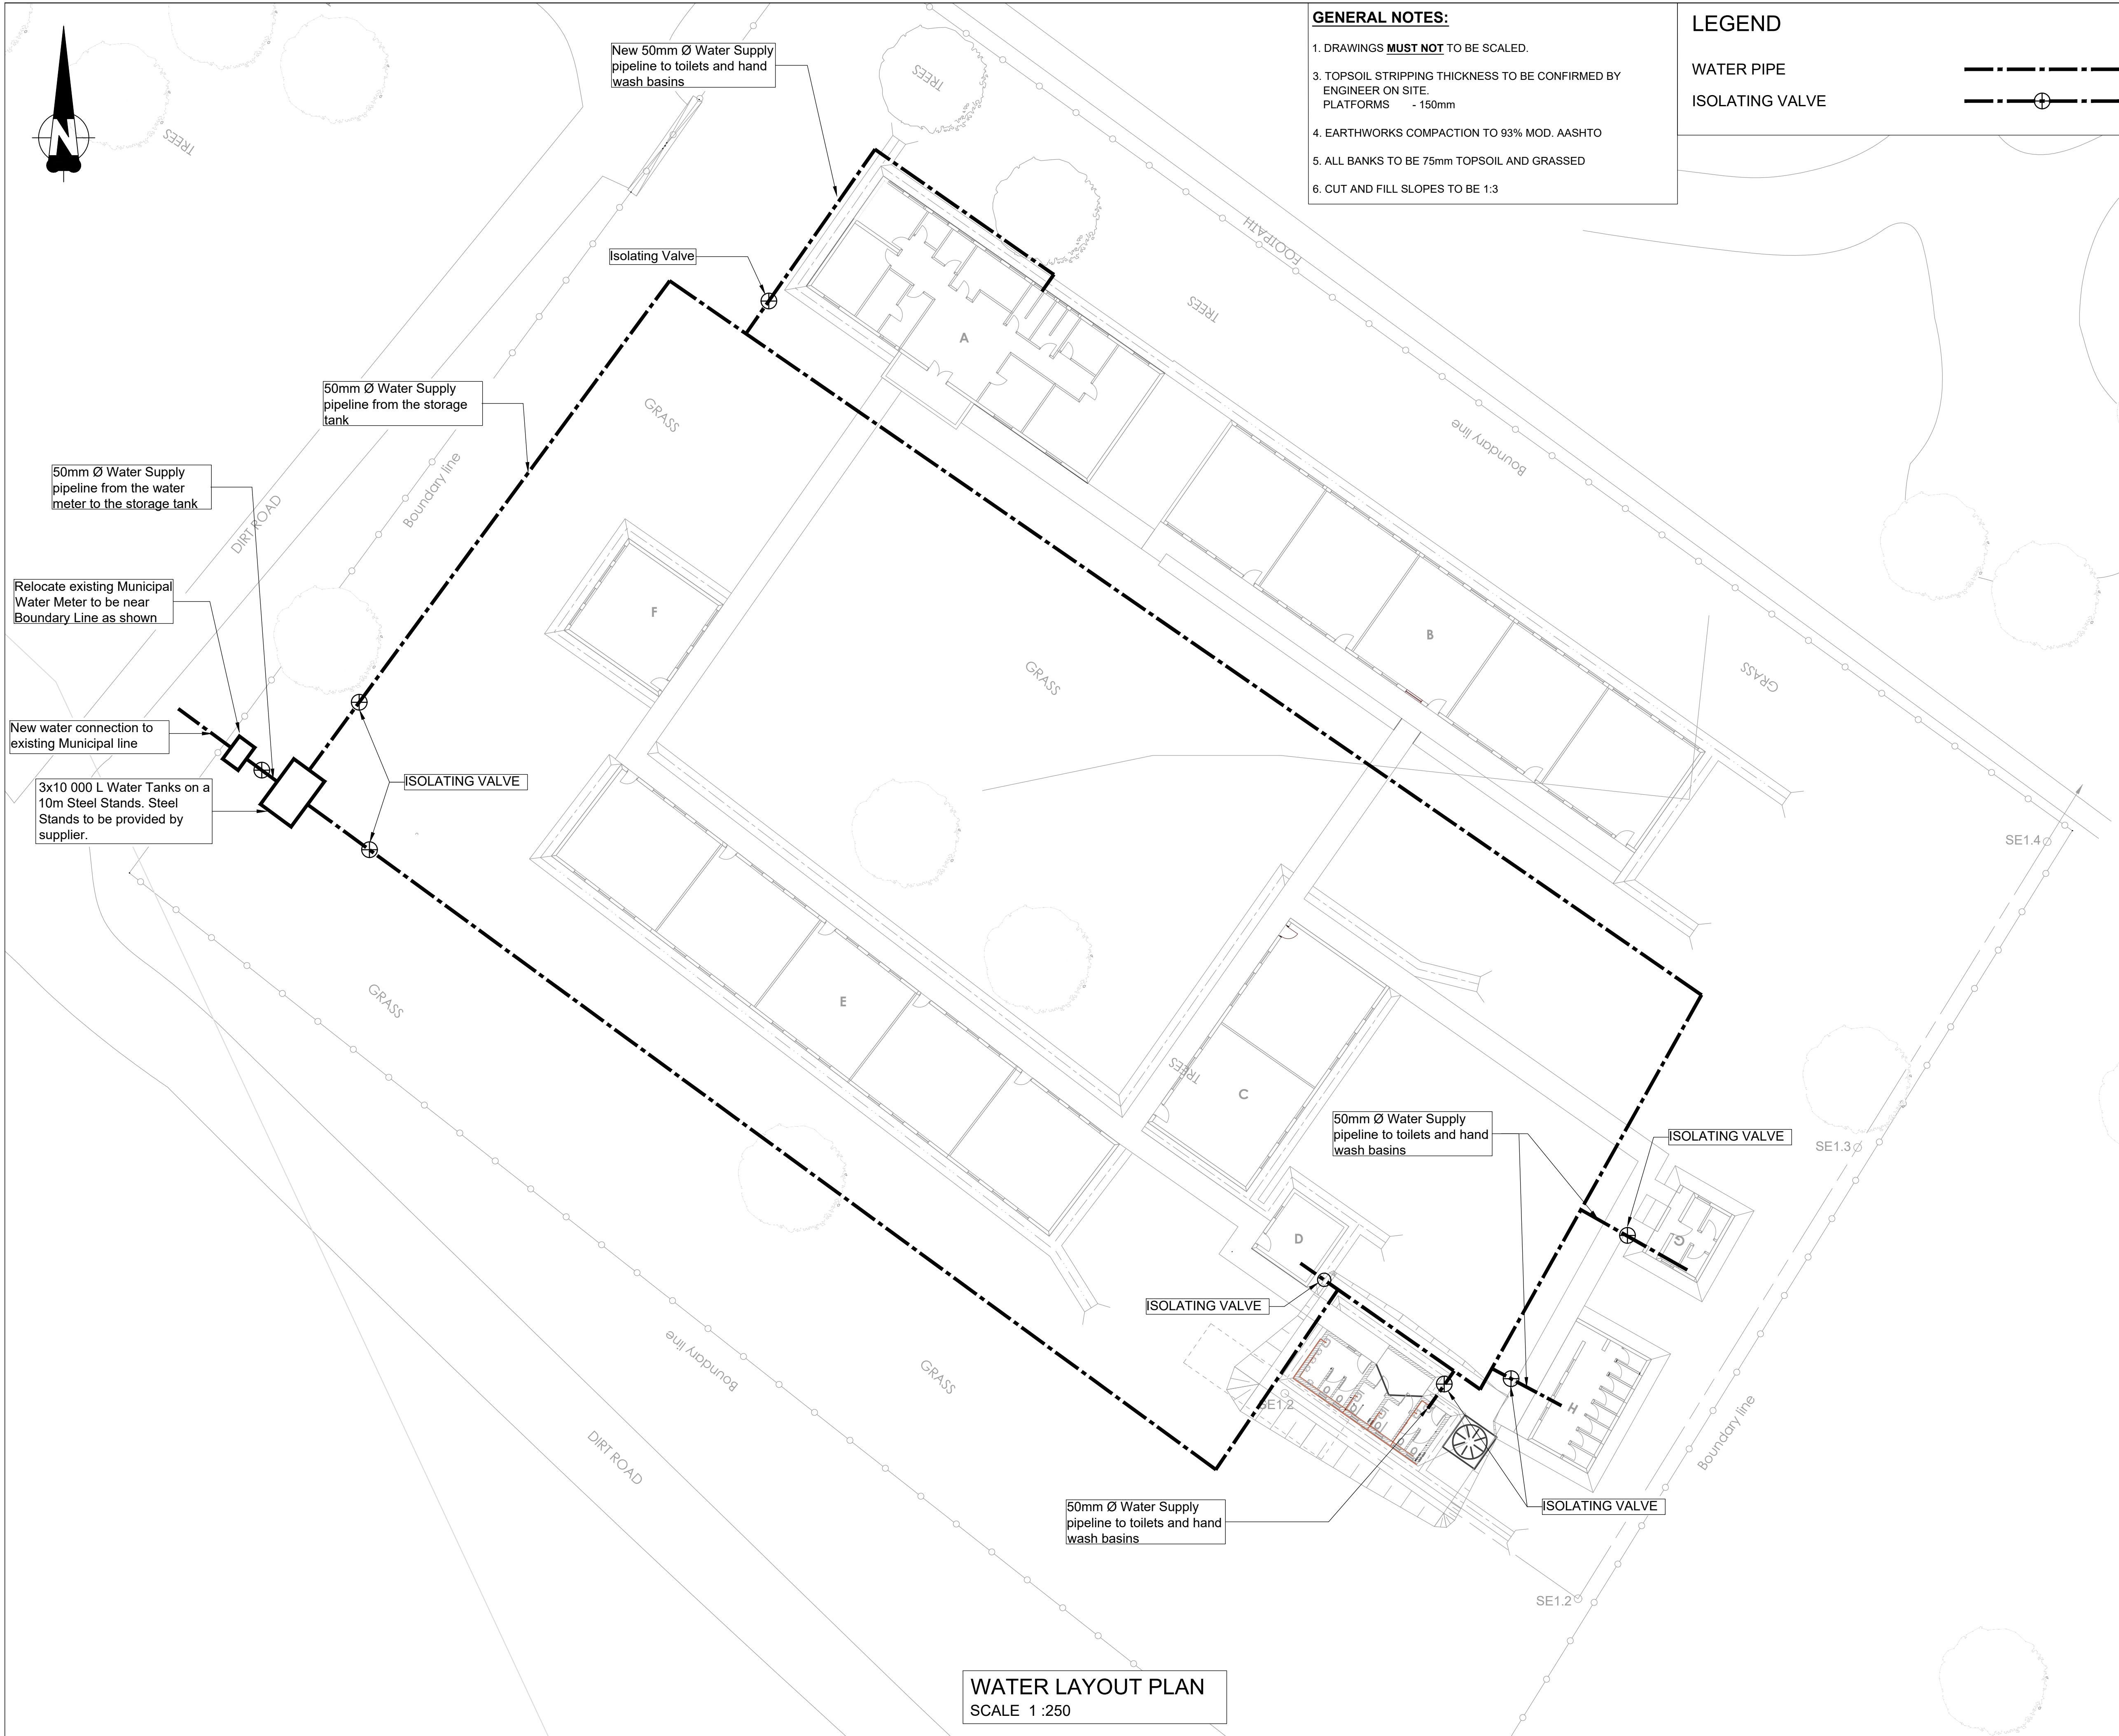 GENERAL NOTES:
1. DRAWINGS MUST NOT TO BE SCALED.
3. TOPSOIL STRIPPING THICKNESS TO BE CONFIRMED BY
ENGINEER ON SITE.
PLATFORMS - 150mm
4. EARTHWORKS COMPACTION TO 93% MOD. AASHTO
5. ALL BANKS TO BE 75mm TOPSOIL AND GRASSED
6. CUT AND FILL SLOPES TO BE 1:3
LEGEND
WATER PIPE
ISOLATING VALVE
N
TREES
New 50mm Ø Water Supply
pipeline to toilets and hand
wash basins
TREES
FOOTPATH
Isolating Valve
TREES
A
50mm Ø Water Supply
pipeline from the storage
tank
GRASS
Boundary line
50mm Ø Water Supply
pipeline from the water
meter to the storage tank
Boundary line
DIRT ROAD
Relocate existing Municipal
Water Meter to be near
Boundary Line as shown
F
B
GRASS
GRASS
New water connection to
existing Municipal line
ISOLATING VALVE
3x10 000 L Water Tanks on a
10m Steel Stands. Steel
Stands to be provided by
supplier.
SE1.4
GRASS
E
TREES
C
50mm Ø Water Supply
pipeline to toilets and hand
wash basins
ISOLATING VALVE
SE1.3
D
G
ISOLATING VALVE
Boundary line
GRASS
SE1.2
H
Boundary line
DIRT ROAD
50mm Ø Water Supply
pipeline to toilets and hand
wash basins
ISOLATING VALVE
SE1.2
WATER LAYOUT PLAN
SCALE 1 :250